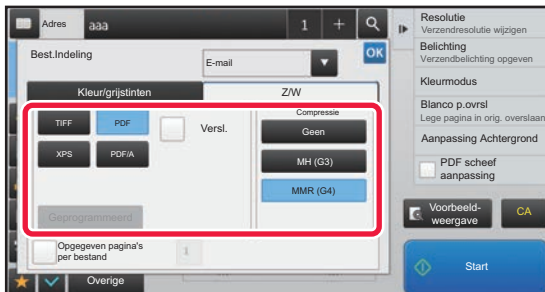 Adres aaa 1 +
Best.Indeling E-mail OK
Kleur/grijstinten Z/W
TIFF PDF Versl.
XPS PDF/A
Geprogrammeerd
Compressie
Geen
MH (G3)
MMR (G4)
Opgegeven pagina's
per bestand
1
Overige
Resolutie
Verzendresolutie wijzigen
Belichting
Verzendbelichting opgeven
Kleurmodus
Blanco p.ovrsl
Lege pagina in orig. overslaan
Aanpassing Achtergrond
PDF scheef
aanpassing
Voorbeeld-
weergave
CA
Start